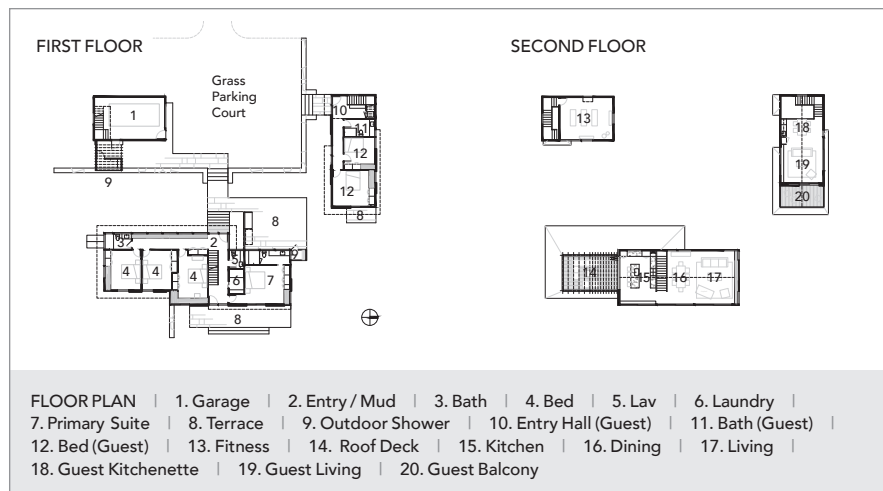 FIRST FLOOR
SECOND FLOOR
Grass
Parking
Court
1
9
10
11
12
12
8
8
2
3
4
4
4
5
6
7
9
8
13
18
19
20
14
15
16
17
FLOOR PLAN | 1. Garage | 2. Entry / Mud | 3. Bath | 4. Bed | 5. Lav | 6. Laundry |
7. Primary Suite | 8. Terrace | 9. Outdoor Shower | 10. Entry Hall (Guest) | 11. Bath (Guest) |
12. Bed (Guest) | 13. Fitness | 14. Roof Deck | 15. Kitchen | 16. Dining | 17. Living |
18. Guest Kitchenette | 19. Guest Living | 20. Guest Balcony